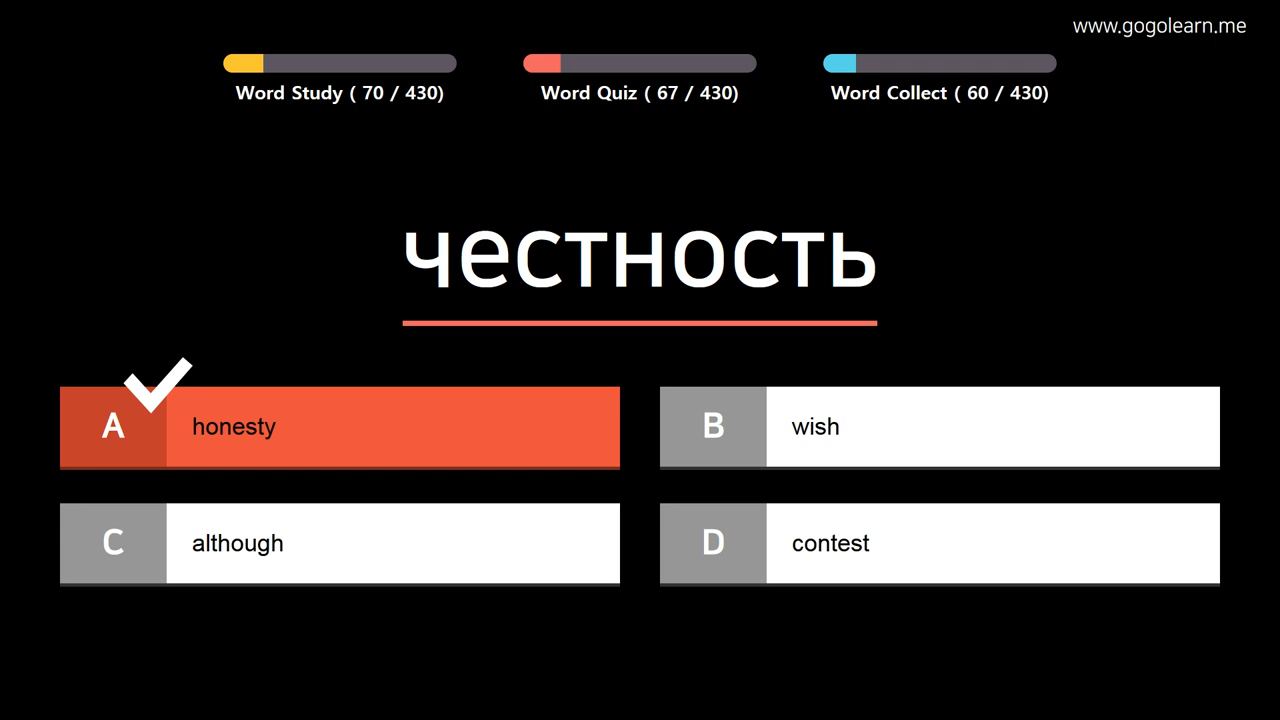 www.gogolearn.me
Word Study ( 70 / 430)
Word Quiz ( 67 / 430)
Word Collect ( 60 / 430)
честность
A honesty
B wish
C although
D contest